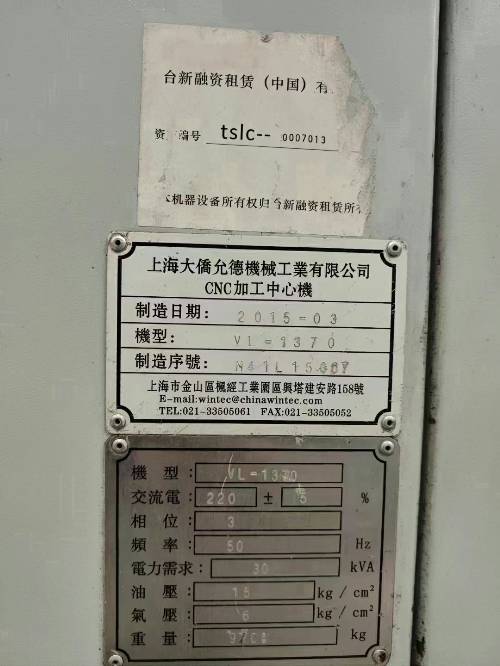 台新融资租赁（中国）有
资 编号 tslc-- 0007013
机器设备所有权归台新融资租赁所
上海大僑允德機械工業有限公司
CNC加工中心機
制造日期: 2015-03
機型: VL-1370
制造序號:
上海市金山區楓經工業園區興塔建安路158號
E-mail:wintec@chinawintec.com
TEL:021-33505061 FAX:021-33505052
機型: VL-1370
交流電: 220 ± 5 %
相位: 3
頻率: 50 Hz
電力需求: 30 kVA
油壓: 15 kg / cm²
氣壓: 6 kg / cm²
重量: kg